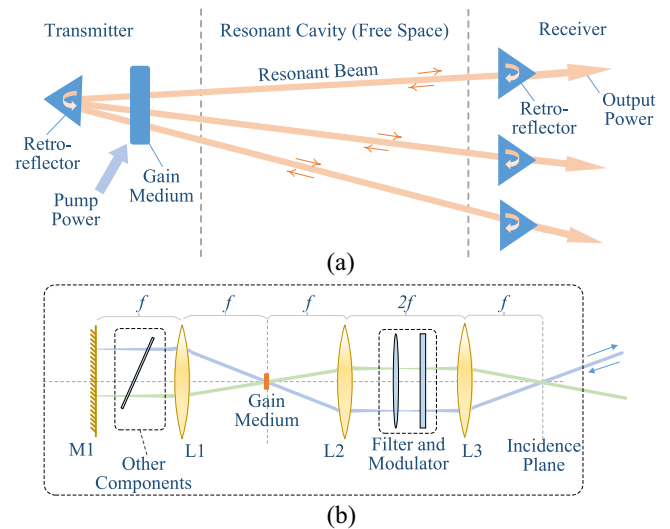 Transmitter
Resonant Cavity (Free Space)
Receiver
Resonant Beam
Retro-
reflector
Gain
Medium
Pump
Power
Retro-
reflector
Output
Power
(a)
f
f
f
2f
f
M1
Other
Components
L1
Gain
Medium
L2
Filter and
Modulator
L3
Incidence
Plane
(b)